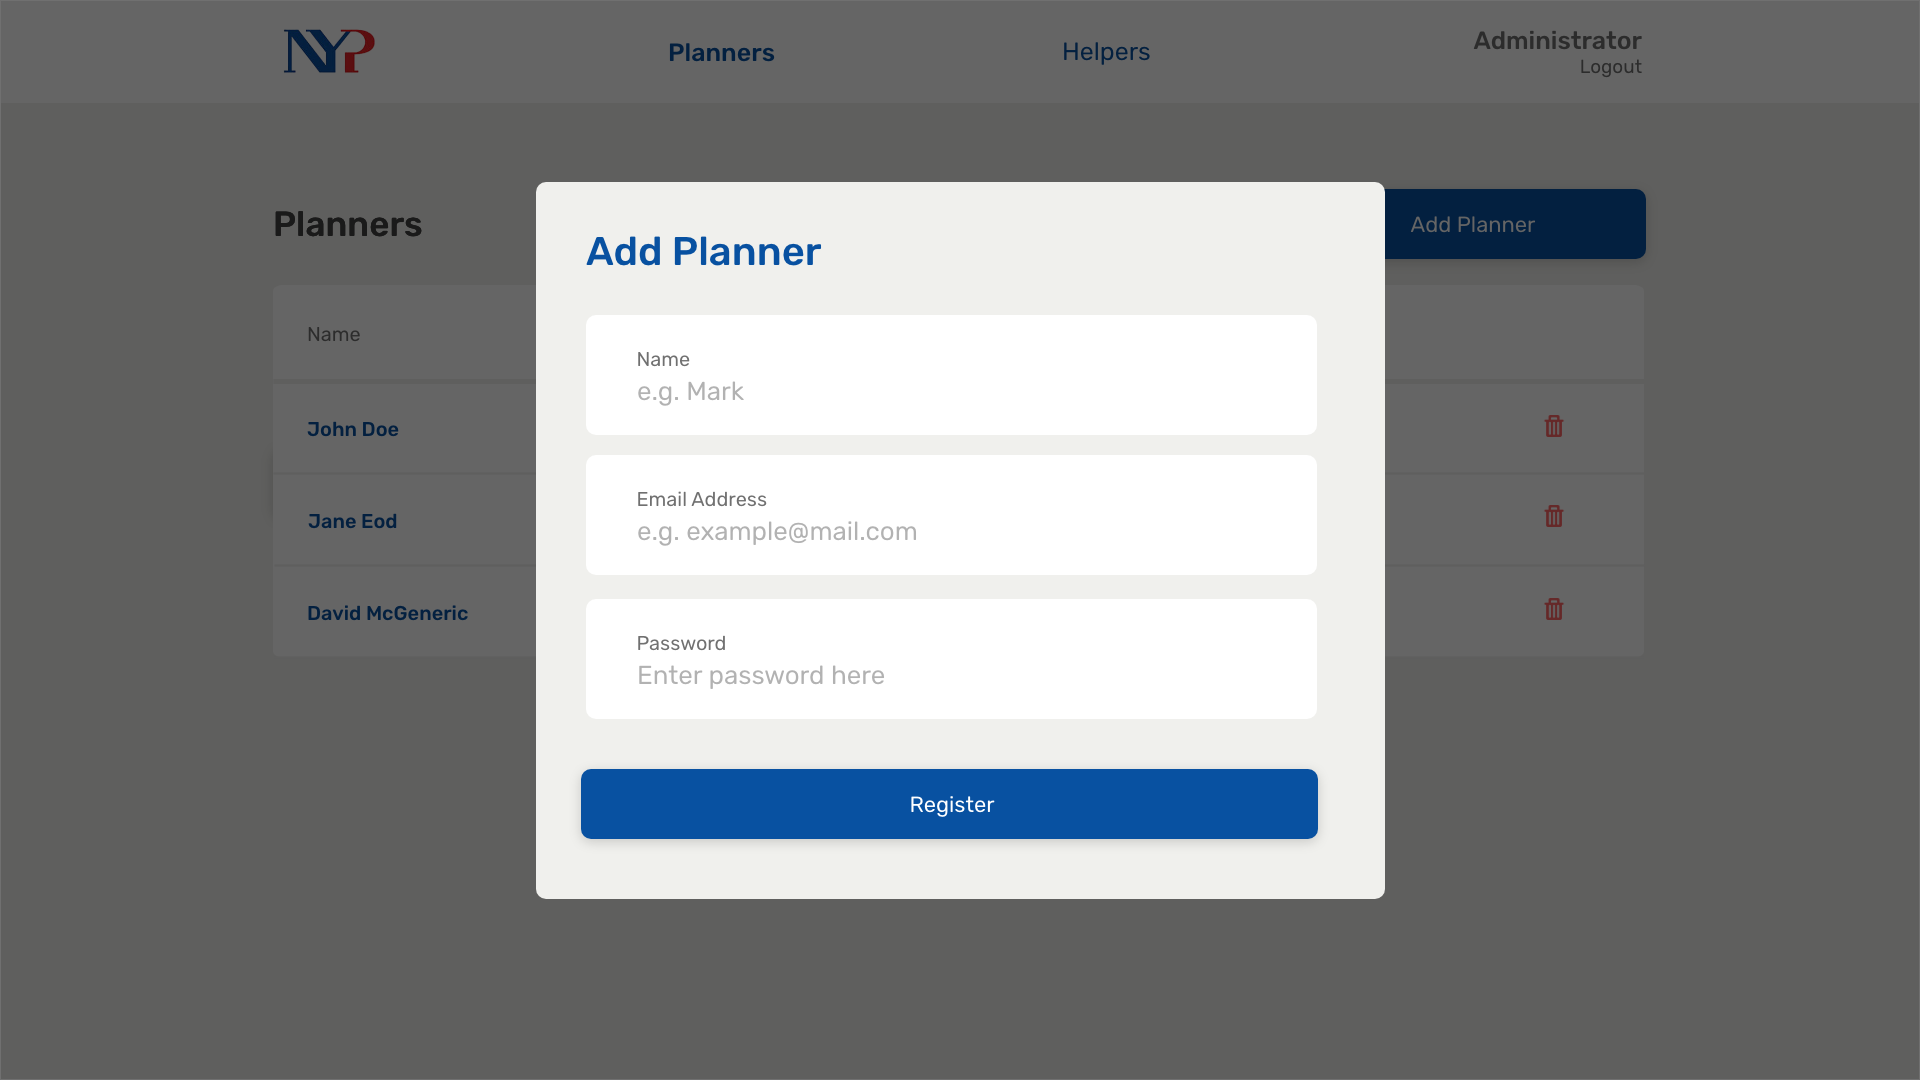 NYP
Planners
Helpers
Administrator
Logout
Planners
Add Planner
Name
John Doe
Jane Eod
David McGeneric
Add Planner
Name
e.g. Mark
Email Address
e.g. example@mail.com
Password
Enter password here
Register